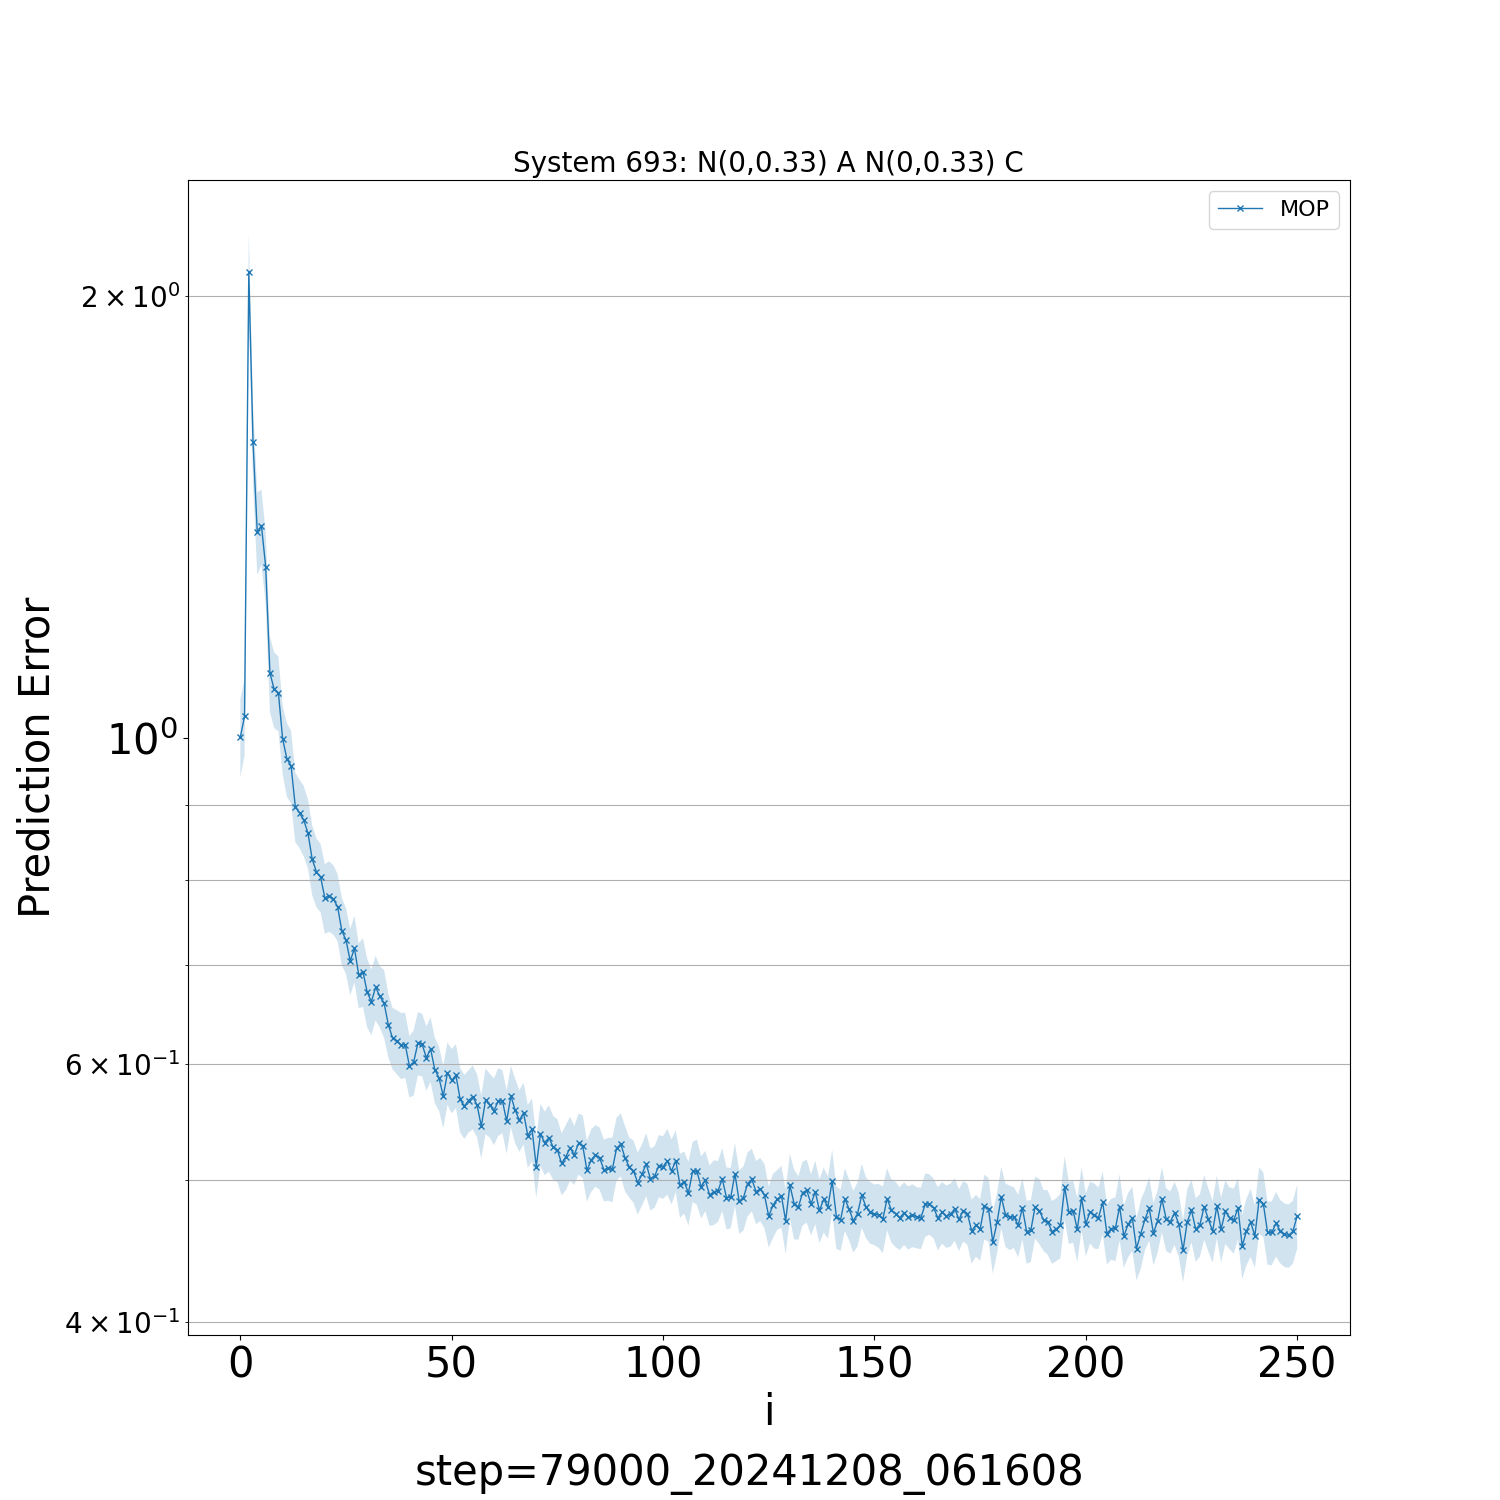 System 693: N(0,0.33) A N(0,0.33) C
MOP
2 × 10⁰
10⁰
6 × 10⁻¹
4 × 10⁻¹
Prediction Error
0 50 100 150 200 250
i
step=79000_20241208_061608